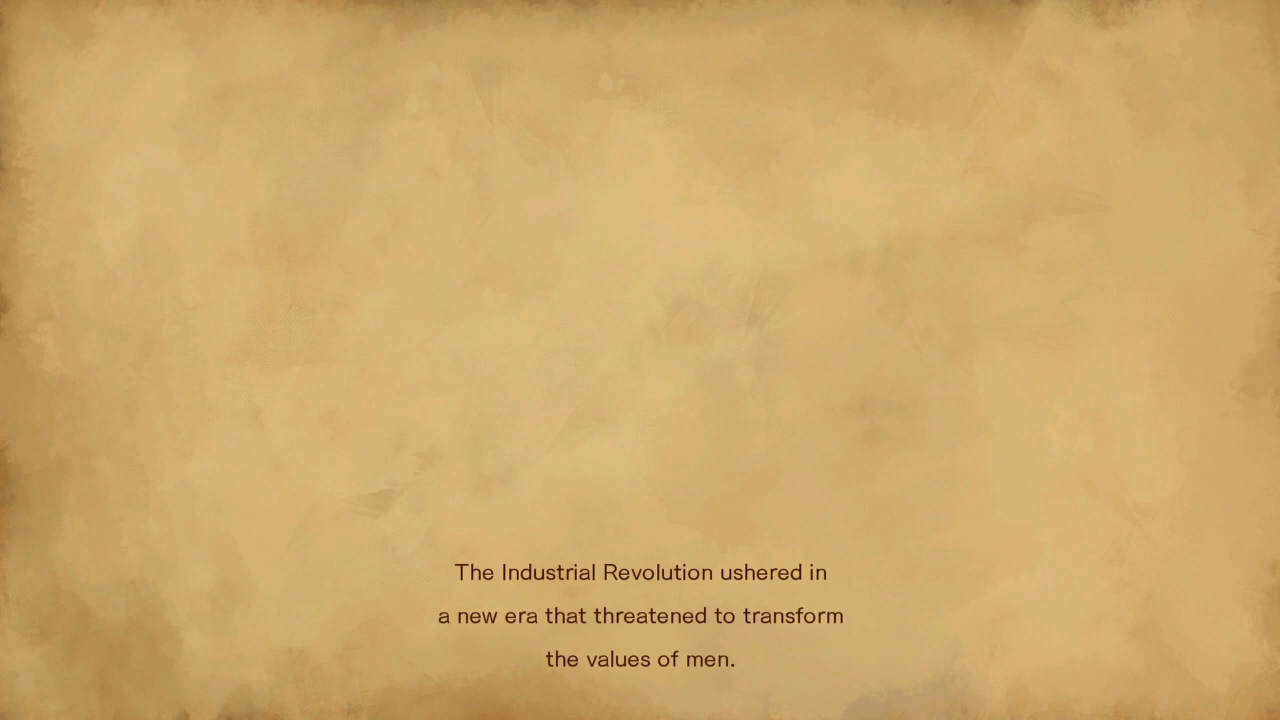 The Industrial Revolution ushered in
a new era that threatened to transform
the values of men.